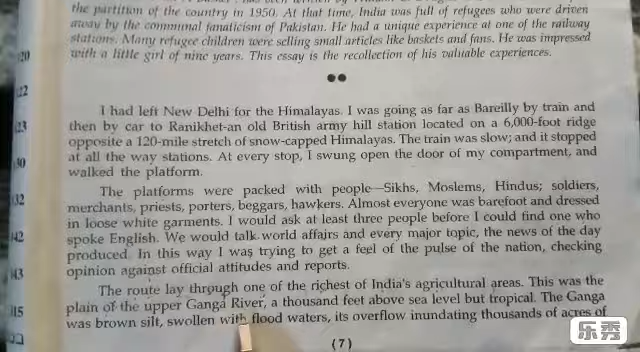 the partition of the country in 1950. At that time, India was full of refugees who were driven
away by the communal fanaticism of Pakistan. He had a unique experience at one of the railway
stations. Many refugee children were selling small articles like baskets and fans. He was impressed
with a little girl of nine years. This essay is the recollection of his valuable experiences.
I had left New Delhi for the Himalayas. I was going as far as Bareilly by train and
then by car to Ranikhet-an old British army hill station located on a 6,000-foot ridge
opposite a 120-mile stretch of snow-capped Himalayas. The train was slow; and it stopped
at all the way stations. At every stop, I swung open the door of my compartment, and
walked the platform.
The platforms were packed with people—Sikhs, Moslems, Hindus; soldiers,
merchants, priests, porters, beggars, hawkers. Almost everyone was barefoot and dressed
in loose white garments. I would ask at least three people before I could find one who
spoke English. We would talk world affairs and every major topic, the news of the day
produced. In this way I was trying to get a feel of the pulse of the nation, checking
opinion against official attitudes and reports.
The route lay through one of the richest of India's agricultural areas. This was the
plain of the upper Ganga River, a thousand feet above sea level but tropical. The Ganga
was brown silt, swollen with flood waters, its overflow inundating thousands of acres of
(7)
120
122
123
130
132
142
143
145
乐秀